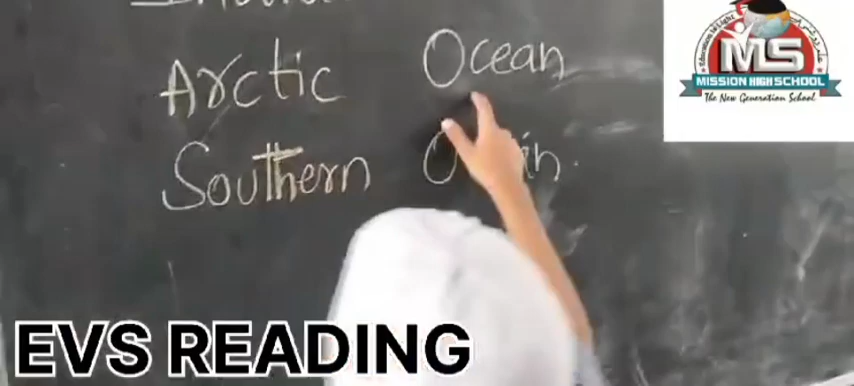 Arctic Ocean
Southern
MS
MISSION HIGH SCHOOL
The New Generation School
EVS READING